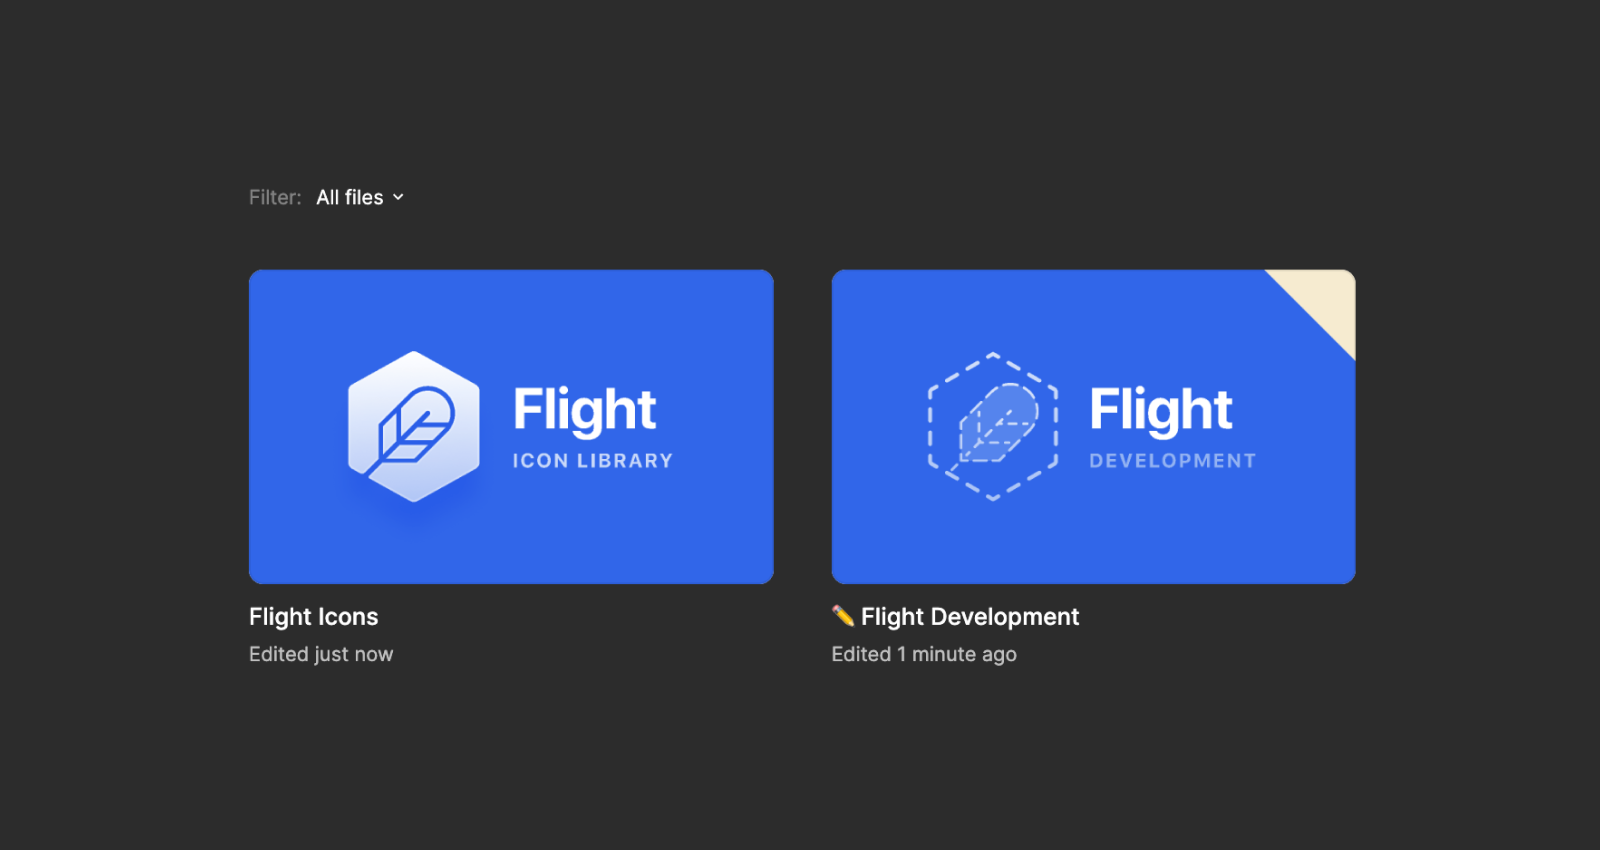 Filter: All files
Flight
ICON LIBRARY
Flight
DEVELOPMENT
Flight Icons
Edited just now
✏️ Flight Development
Edited 1 minute ago